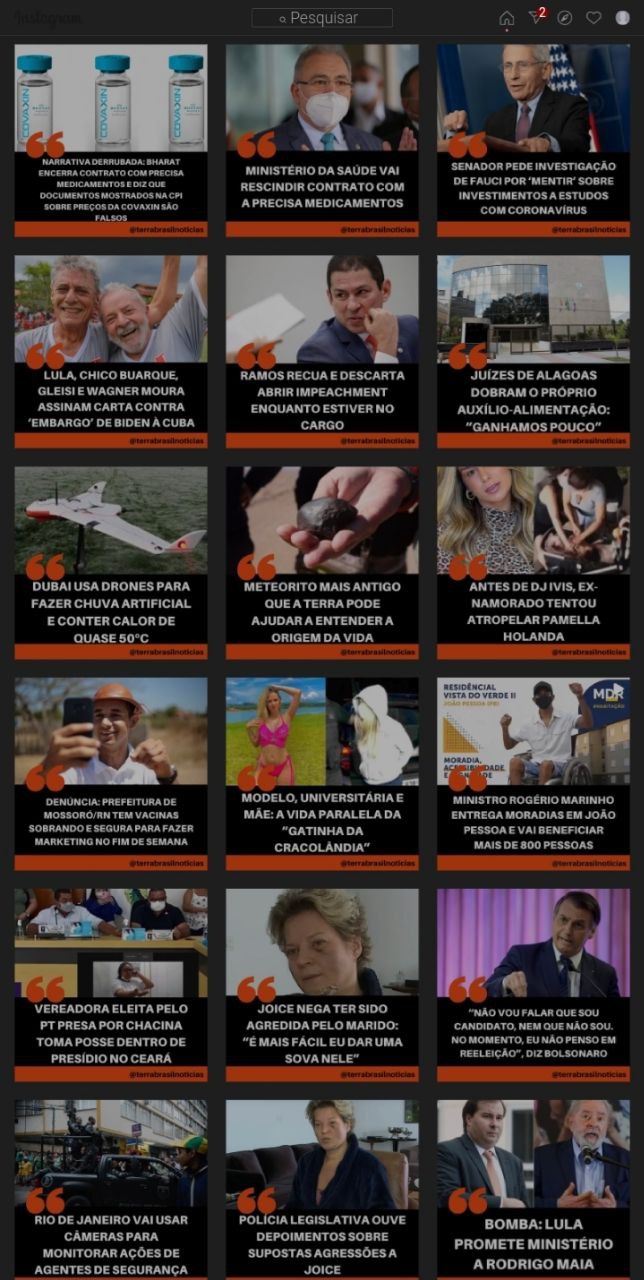 Instagram
Pesquisar
2
COVAXIN
COVAXIN
COVAXIN
NARRATIVA DERRUBADA: BHARAT
ENCERRA CONTRATO COM PRECISA
MEDICAMENTOS E DIZ QUE
DOCUMENTOS MOSTRADOS NA CPI
SOBRE PREÇOS DA COVAXIN SÃO
FALSOS
@terrabrasilnoticias
MINISTÉRIO DA SAÚDE VAI
RESCINDIR CONTRATO COM
A PRECISA MEDICAMENTOS
@terrabrasilnoticias
SENADOR PEDE INVESTIGAÇÃO
DE FAUCI POR ‘MENTIR’ SOBRE
INVESTIMENTOS A ESTUDOS
COM CORONAVÍRUS
@terrabrasilnoticias
LULA, CHICO BUARQUE,
GLEISI E WAGNER MOURA
ASSINAM CARTA CONTRA
‘EMBARGO’ DE BIDEN À CUBA
@terrabrasilnoticias
RAMOS RECUA E DESCARTA
ABRIR IMPEACHMENT
ENQUANTO ESTIVER NO
CARGO
@terrabrasilnoticias
JUÍZES DE ALAGOAS
DOBRAM O PRÓPRIO
AUXÍLIO-ALIMENTAÇÃO:
“GANHAMOS POUCO”
@terrabrasilnoticias
DUBAI USA DRONES PARA
FAZER CHUVA ARTIFICIAL
E CONTER CALOR DE
QUASE 50ºC
@terrabrasilnoticias
METEORITO MAIS ANTIGO
QUE A TERRA PODE
AJUDAR A ENTENDER A
ORIGEM DA VIDA
@terrabrasilnoticias
ANTES DE DJ IVIS, EX-
NAMORADO TENTOU
ATROPELAR PAMELLA
HOLANDA
@terrabrasilnoticias
DENÚNCIA: PREFEITURA DE
MOSSORÓ/RN TEM VACINAS
SOBRANDO E SEGURA PARA FAZER
MARKETING NO FIM DE SEMANA
@terrabrasilnoticias
MODELO, UNIVERSITÁRIA E
MÃE: A VIDA PARALELA DA
“GATINHA DA
CRACOLÂNDIA”
@terrabrasilnoticias
RESIDÊNCIAL
VISTA DO VERDE II
JOÃO PESSOA (PB)
MDR
#HABITAÇÃO
MORADIA,
ACESSIBILIDADE
MINISTRO ROGÉRIO MARINHO
ENTREGA MORADIAS EM JOÃO
PESSOA E VAI BENEFICIAR
MAIS DE 800 PESSOAS
@terrabrasilnoticias
VEREADORA ELEITA PELO
PT PRESA POR CHACINA
TOMA POSSE DENTRO DE
PRESÍDIO NO CEARÁ
@terrabrasilnoticias
JOICE NEGA TER SIDO
AGREDIDA PELO MARIDO:
“É MAIS FÁCIL EU DAR UMA
SOVA NELE”
@terrabrasilnoticias
“NÃO VOU FALAR QUE SOU
CANDIDATO, NEM QUE NÃO SOU.
NO MOMENTO, EU NÃO PENSO EM
REELEIÇÃO”, DIZ BOLSONARO
@terrabrasilnoticias
RIO DE JANEIRO VAI USAR
CÂMERAS PARA
MONITORAR AÇÕES DE
AGENTES DE SEGURANÇA
POLÍCIA LEGISLATIVA OUVE
DEPOIMENTOS SOBRE
SUPOSTAS AGRESSÕES A
JOICE
BOMBA: LULA
PROMETE MINISTÉRIO
A RODRIGO MAIA